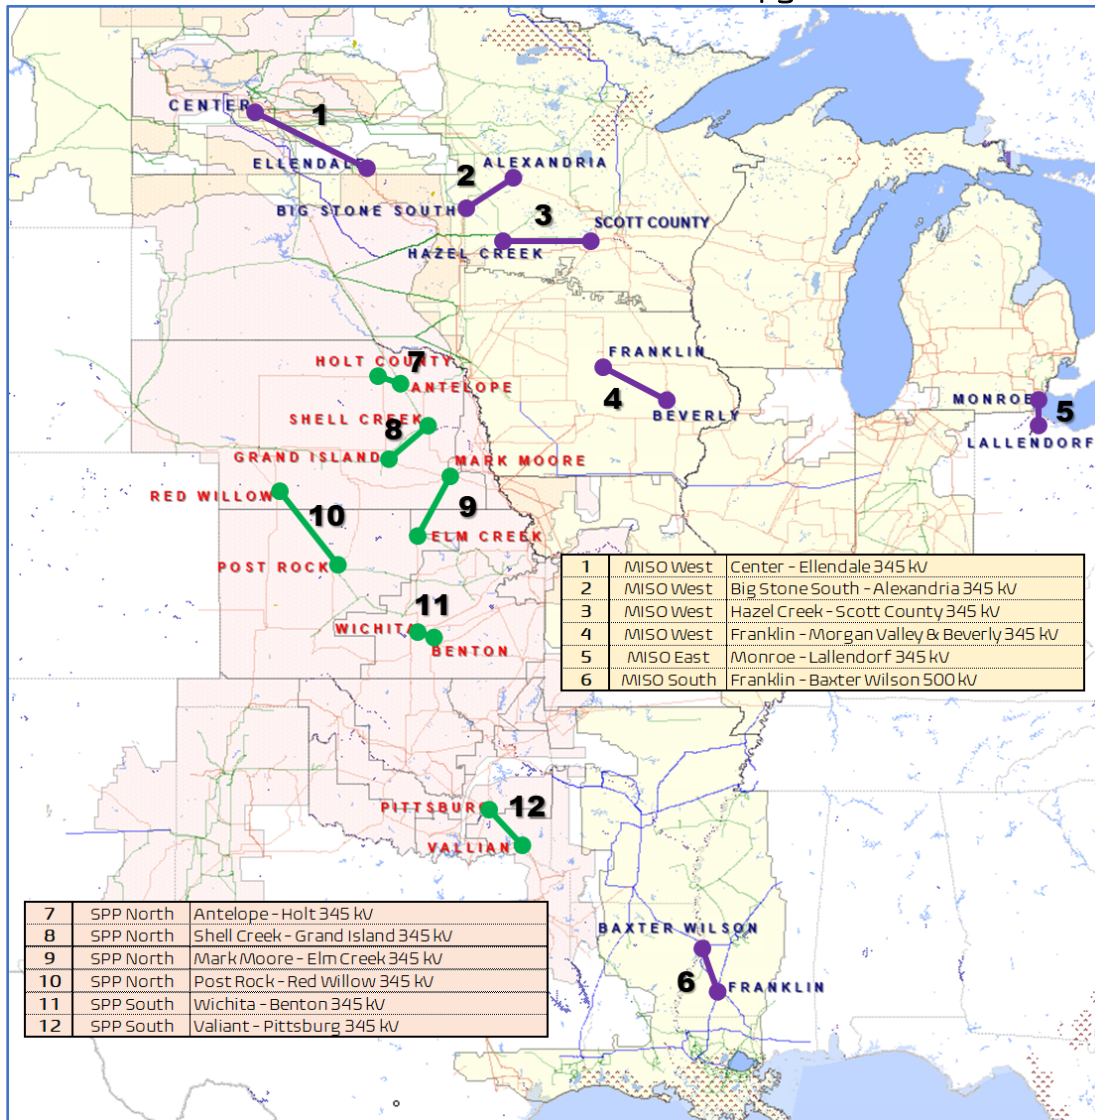 CENTER
1
ELLENDALE
2
ALEXANDRIA
BIG STONE SOUTH
3
SCOTT COUNTY
HAZEL CREEK
HOLT COUNTY
7
ANTELOPE
FRANKLIN
4
BEVERLY
MONROE
5
LALLENDORF
SHELL CREEK
8
GRAND ISLAND
MARK MOORE
RED WILLOW
9
10
ELM CREEK
POST ROCK
11
WICHITA
BENTON
1 MISO West Center - Ellendale 345 kV
2 MISO West Big Stone South - Alexandria 345 kV
3 MISO West Hazel Creek - Scott County 345 kV
4 MISO West Franklin - Morgan Valley & Beverly 345 kV
5 MISO East Monroe - Lallendorf 345 kV
6 MISO South Franklin - Baxter Wilson 500 kV
PITTSBURG
12
VALLIAN
7 SPP North Antelope - Holt 345 kV
8 SPP North Shell Creek - Grand Island 345 kV
9 SPP North Mark Moore - Elm Creek 345 kV
10 SPP North Post Rock - Red Willow 345 kV
11 SPP South Wichita - Benton 345 kV
12 SPP South Valiant - Pittsburg 345 kV
BAXTER WILSON
6
FRANKLIN